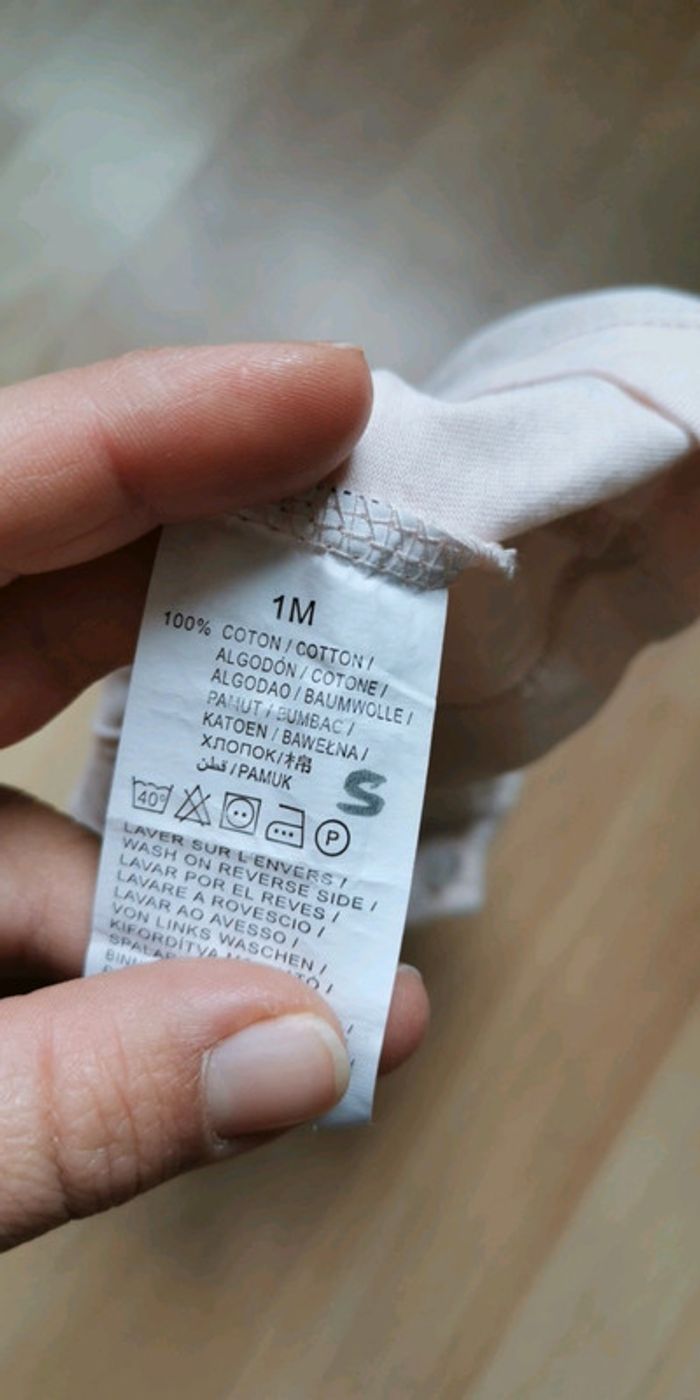 1M
100% COTON / COTTON /
ALGODÓN / COTONE /
ALGODAO / BAUMWOLLE /
PAMUT / BUMBAC /
KATOEN / BAWEŁNA /
ХЛОПОК / 棉
قطن / PAMUK
S
40° P
LAVER SUR L'ENVERS /
WASH ON REVERSE SIDE /
LAVAR POR EL REVES /
LAVARE A ROVESCIO /
LAVAR AO AVESSO /
VON LINKS WASCHEN /
KIFORDÍTVA